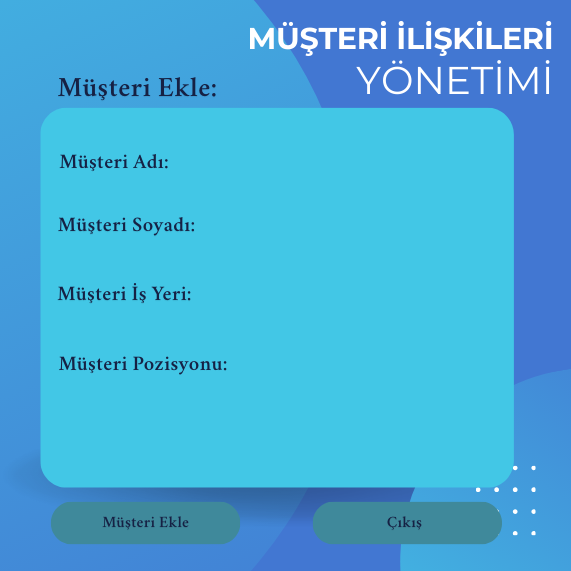 MÜŞTERİ İLİŞKİLERİ
YÖNETİMİ
Müşteri Ekle:
Müşteri Adı:
Müşteri Soyadı:
Müşteri İş Yeri:
Müşteri Pozisyonu:
Müşteri Ekle
Çıkış